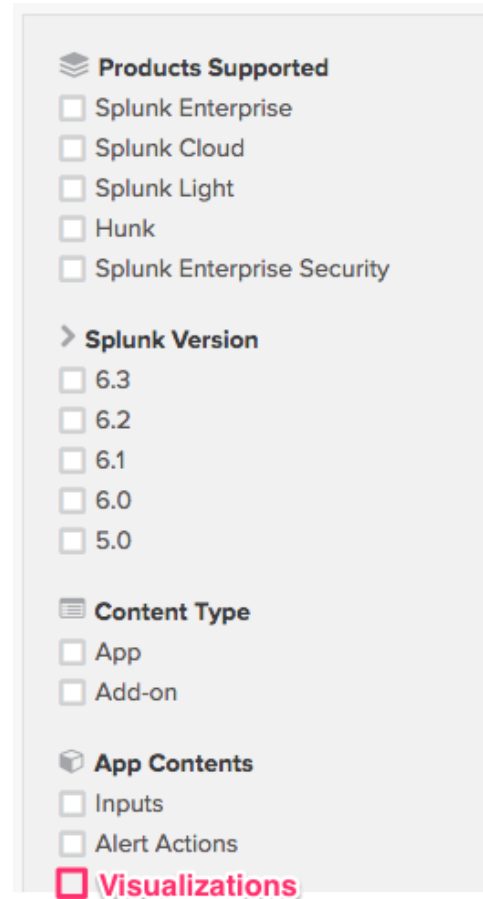 Products Supported
Splunk Enterprise
Splunk Cloud
Splunk Light
Hunk
Splunk Enterprise Security
Splunk Version
6.3
6.2
6.1
6.0
5.0
Content Type
App
Add-on
App Contents
Inputs
Alert Actions
Visualizations